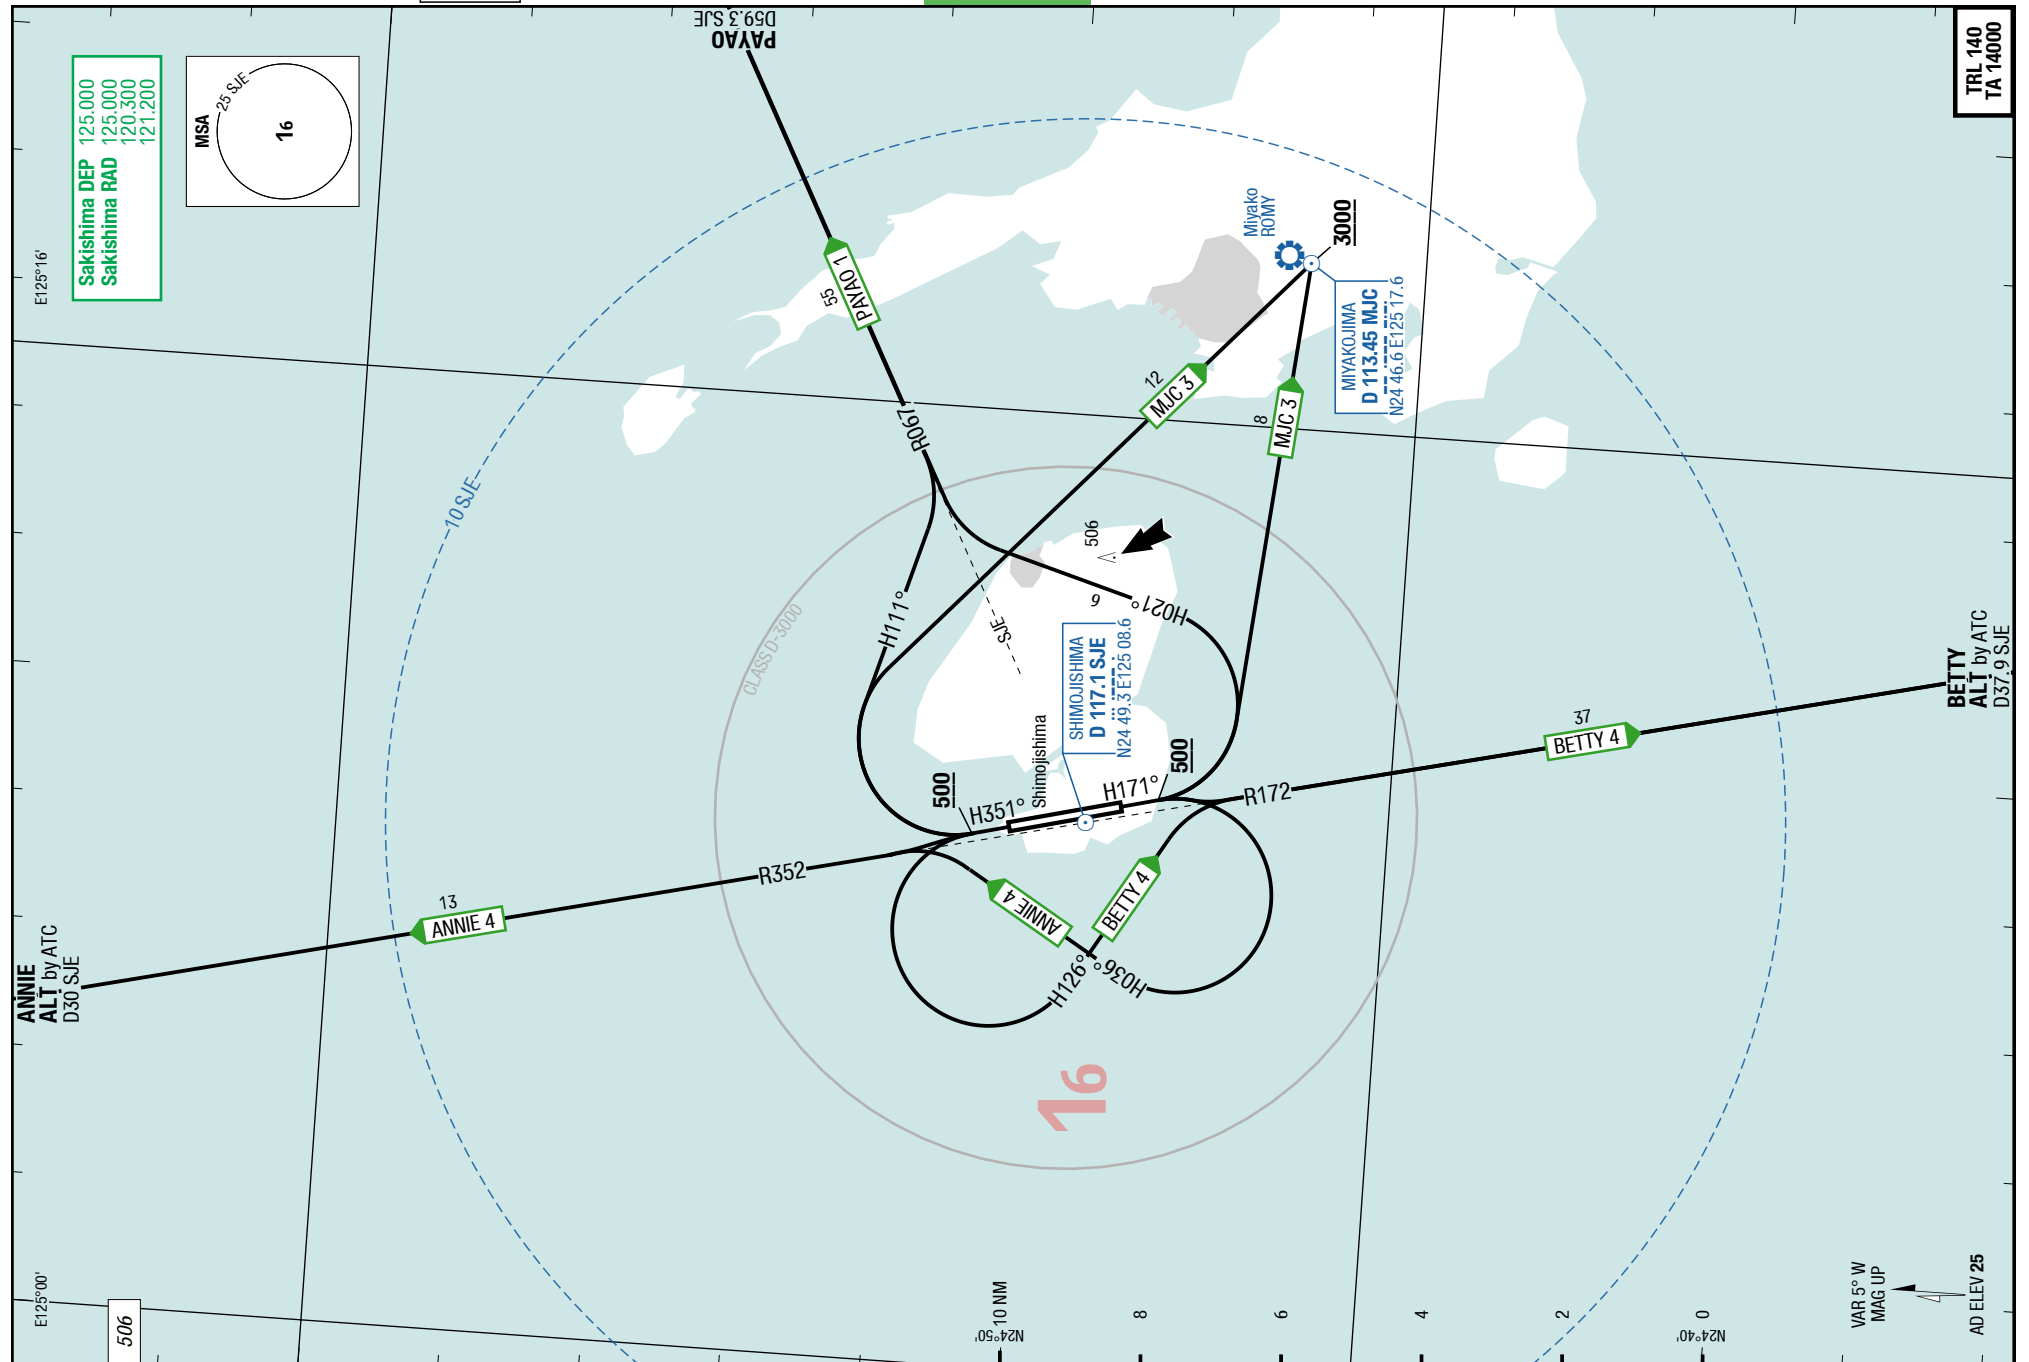 Sakishima DEP 125.000
Sakishima RAD 125.000
120.300
121.200
MSA
25 SJE
16
E125°16'
E125°00'
506
TRL 140
TA 14000
PAYAO
D59.3 SJE
PAYAO 1
55
R067
10 SJE
CLASS D-3000
MJC 3
12
MJC 3
8
Miyako
ROMY
3000
MIYAKOJIMA
D 113.45 MJC
N24 46.6 E125 17.6
506
6
H111°
H021°
SJE
SHIMOJISHIMA
D 117.1 SJE
N24 49.3 E125 08.6
Shimojishima
500
H351°
H171°
500
R172
37
BETTY 4
BETTY
ALT by ATC
D37.9 SJE
R352
13
ANNIE 4
ANNIE
ALT by ATC
D30 SJE
ANNIE 4
BETTY 4
H126°
H036°
16
10 NM
8
6
4
2
0
N24°50'
N24°40'
VAR 5° W
MAG UP
AD ELEV 25